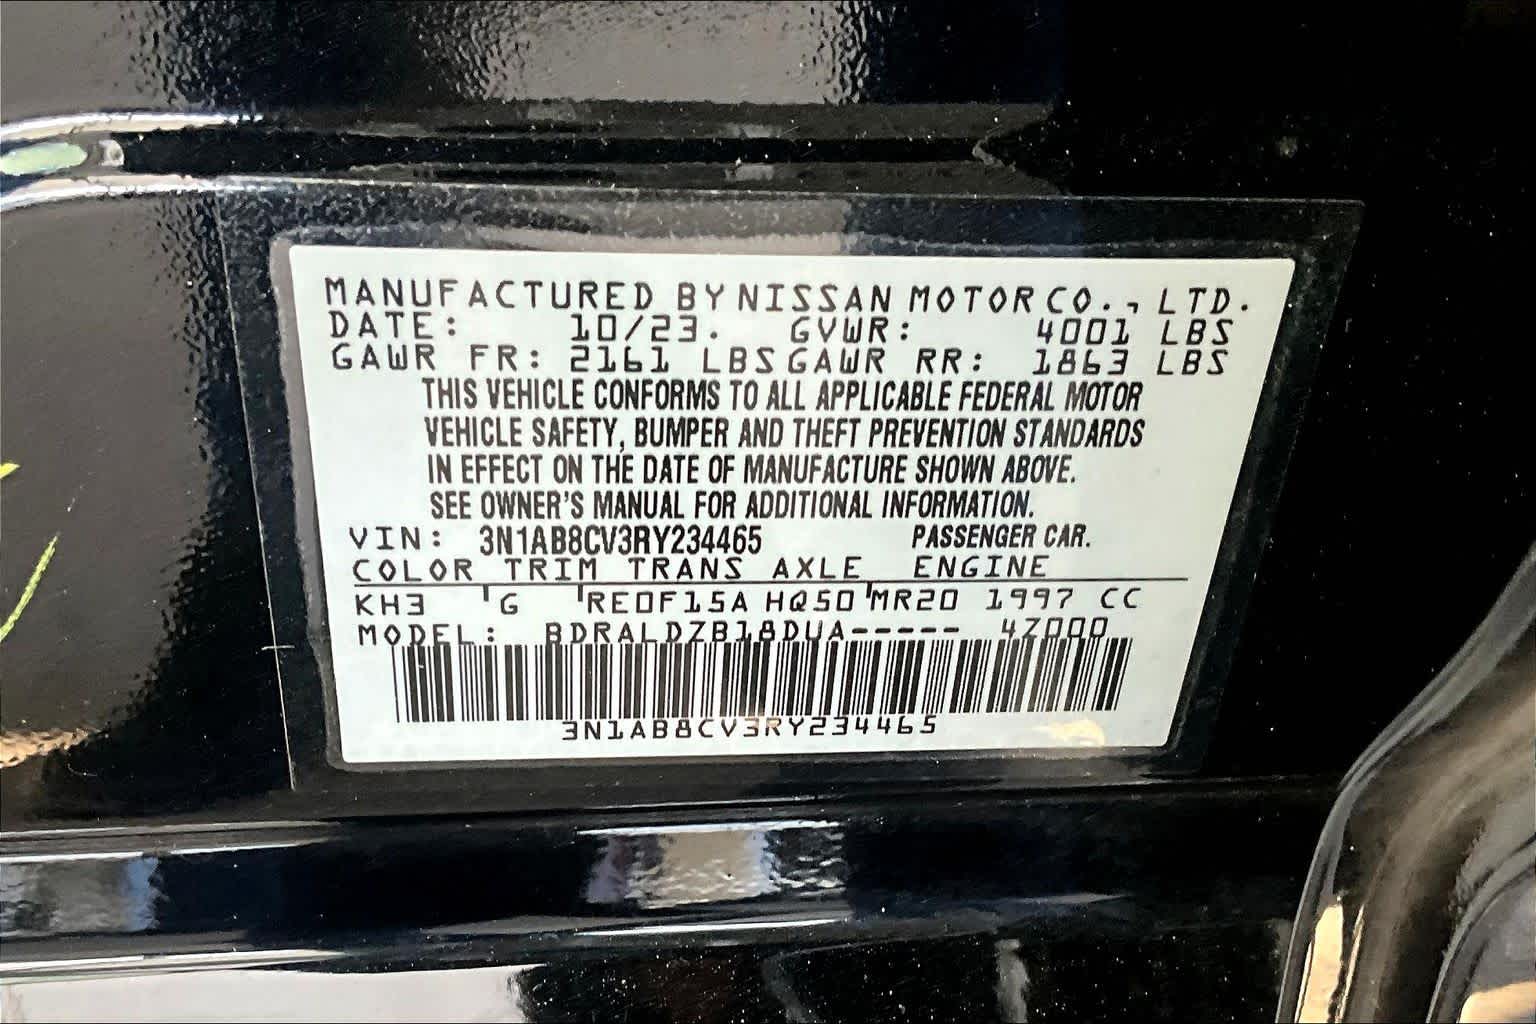 MANUFACTURED BY NISSAN MOTOR CO., LTD.
DATE: 10/23. GVWR: 4001 LBS
GAWR FR: 2161 LBS GAWR RR: 1863 LBS
THIS VEHICLE CONFORMS TO ALL APPLICABLE FEDERAL MOTOR
VEHICLE SAFETY, BUMPER AND THEFT PREVENTION STANDARDS
IN EFFECT ON THE DATE OF MANUFACTURE SHOWN ABOVE.
SEE OWNER'S MANUAL FOR ADDITIONAL INFORMATION.
VIN: 3N1AB8CV3RY234465 PASSENGER CAR.
COLOR TRIM TRANS AXLE ENGINE
KH3 G RE0F15A HQ50 MR20 1997 CC
MODEL: BDRALDZB18DUA----- 4Z000
3N1AB8CV3RY234465